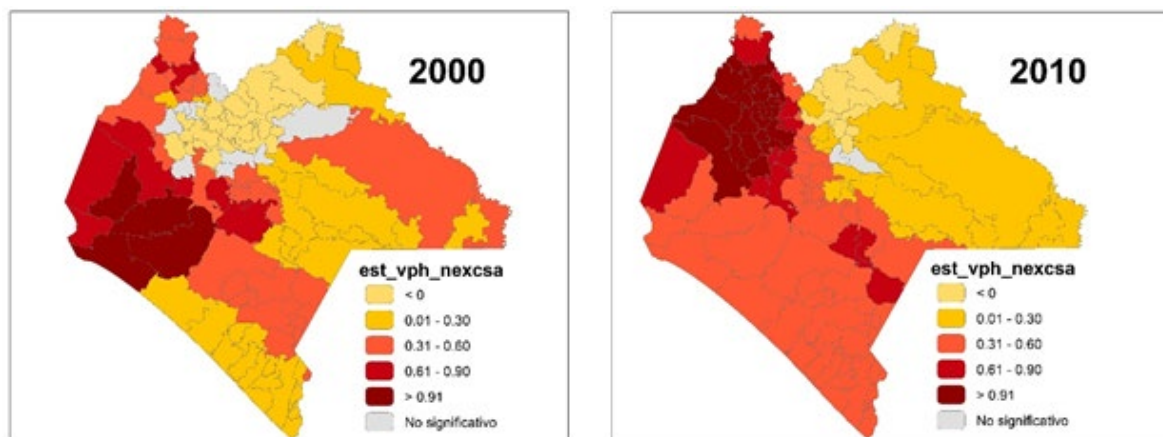 2000
est_vph_nexcsa
< 0
0.01 - 0.30
0.31 - 0.60
0.61 - 0.90
> 0.91
No significativo
2010
est_vph_nexcsa
< 0
0.01 - 0.30
0.31 - 0.60
0.61 - 0.90
> 0.91
No significativo